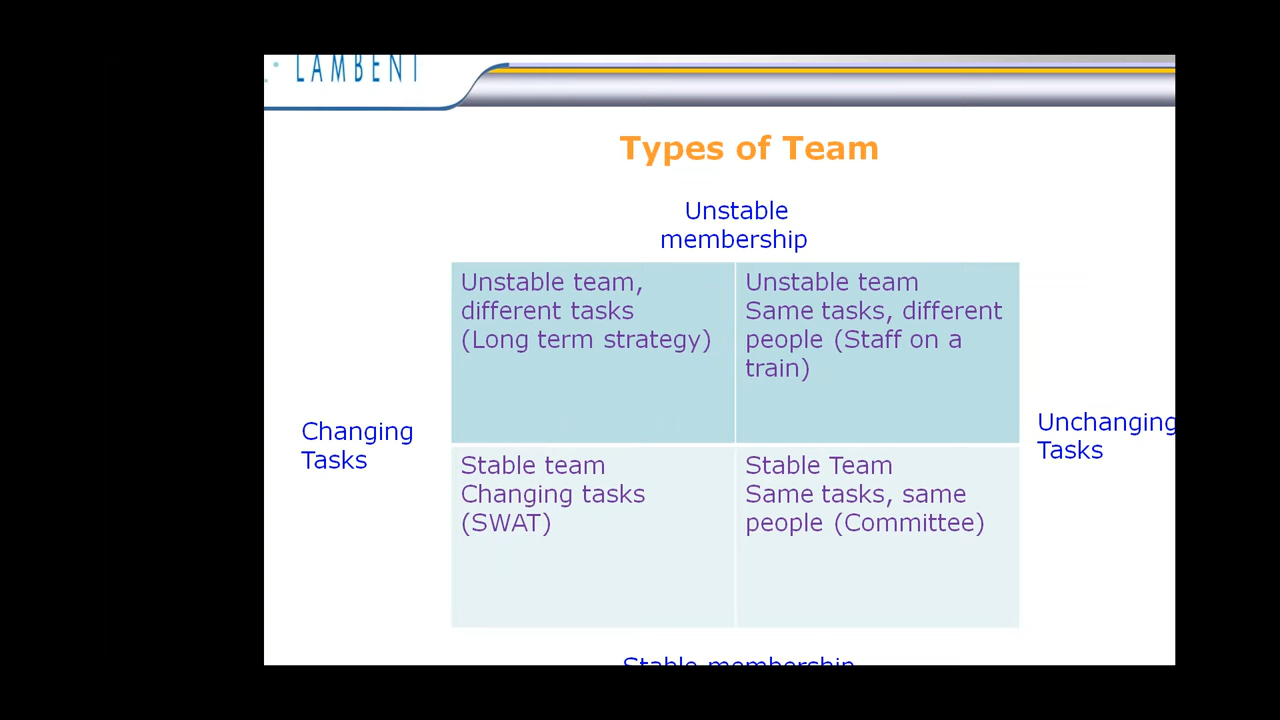 LAMBENT
Types of Team
Unstable
membership
Unstable team,
different tasks
(Long term strategy)
Unstable team
Same tasks, different
people (Staff on a
train)
Changing
Tasks
Unchanging
Tasks
Stable team
Changing tasks
(SWAT)
Stable Team
Same tasks, same
people (Committee)
Stable membership